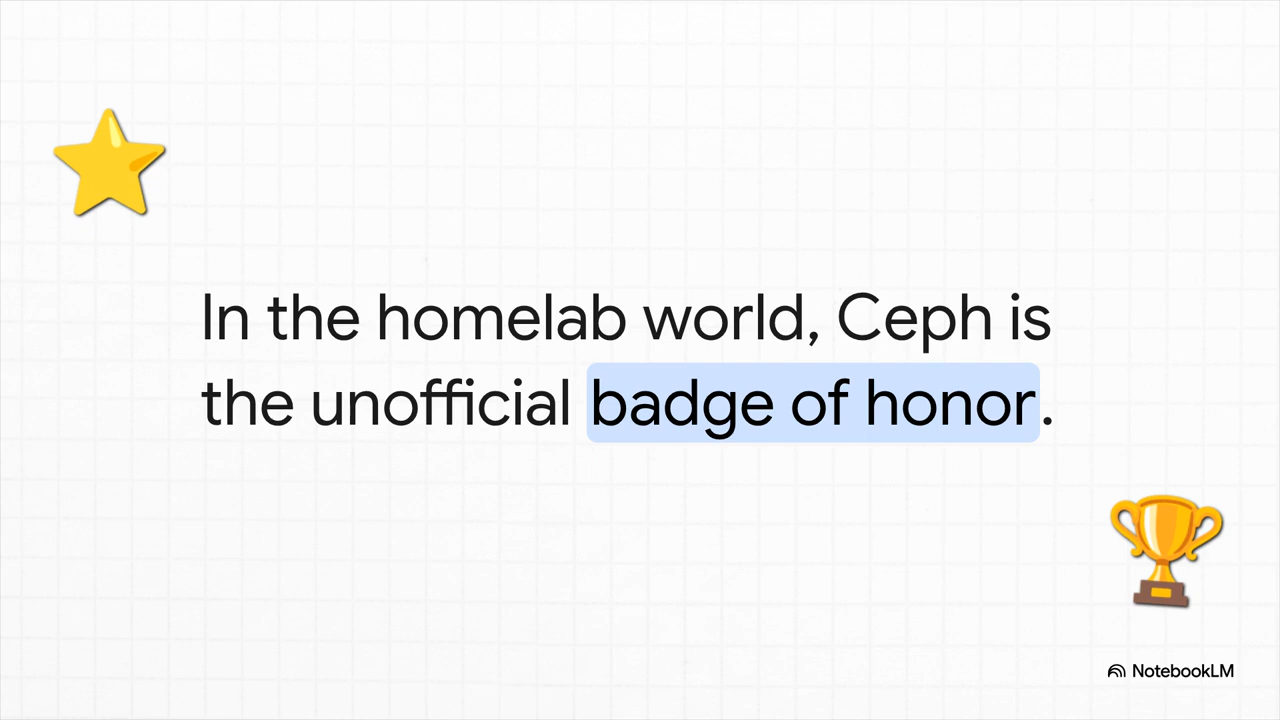 In the homelab world, Ceph is
the unofficial badge of honor.
NotebookLM